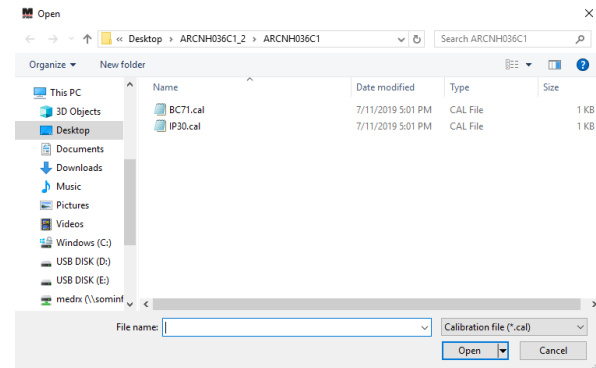 Open
« Desktop > ARCNH036C1_2 > ARCNH036C1
Search ARCNH036C1
Organize
New folder
Name Date modified Type Size
This PC
3D Objects
Desktop
Documents
Downloads
Music
Pictures
Videos
Windows (C:)
USB DISK (D:)
USB DISK (E:)
medrx (\\sominf
BC71.cal 7/11/2019 5:01 PM CAL File 1 KB
IP30.cal 7/11/2019 5:01 PM CAL File 1 KB
File name:
Calibration file (*.cal)
Open
Cancel